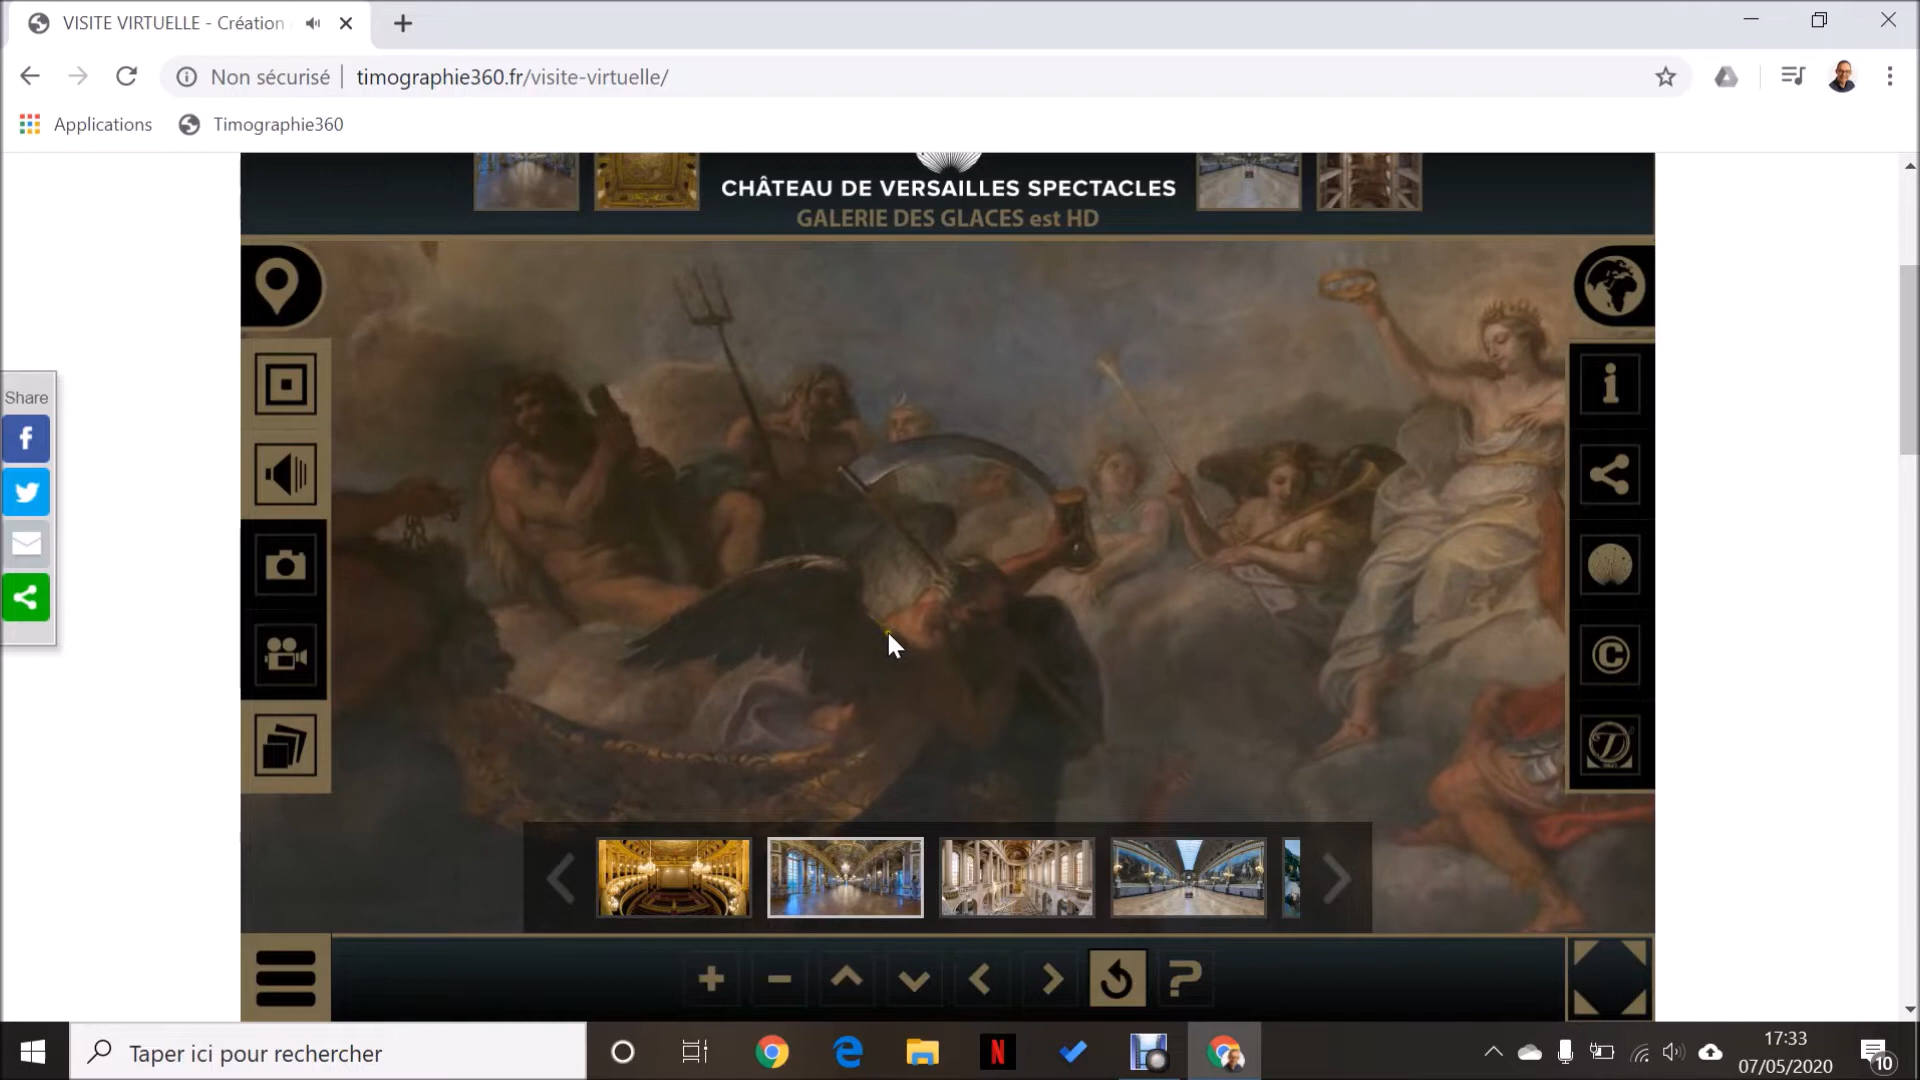 VISITE VIRTUELLE - Création
Non sécurisé
timographie360.fr/visite-virtuelle/
Applications
Timographie360
CHÂTEAU DE VERSAILLES SPECTACLES
GALERIE DES GLACES est HD
Share
Taper ici pour rechercher
17:33
07/05/2020
10